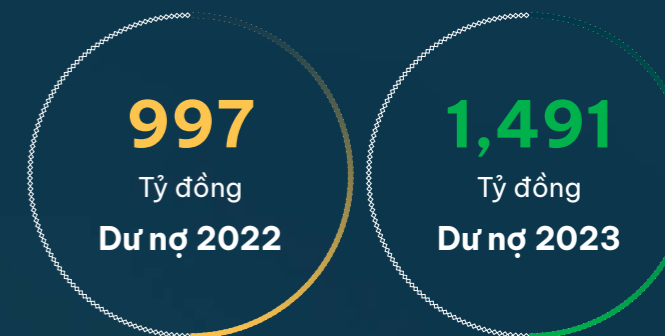 997
Tỷ đồng
Dư nợ 2022
1,491
Tỷ đồng
Dư nợ 2023